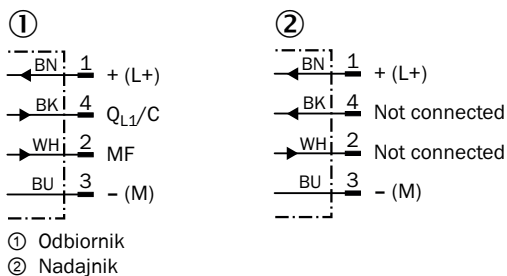 ①
BN 1 + (L+)
BK 4 QL1/C
WH 2 MF
BU 3 – (M)
②
BN 1 + (L+)
BK 4 Not connected
WH 2 Not connected
BU 3 – (M)
① Odbiornik
② Nadajnik